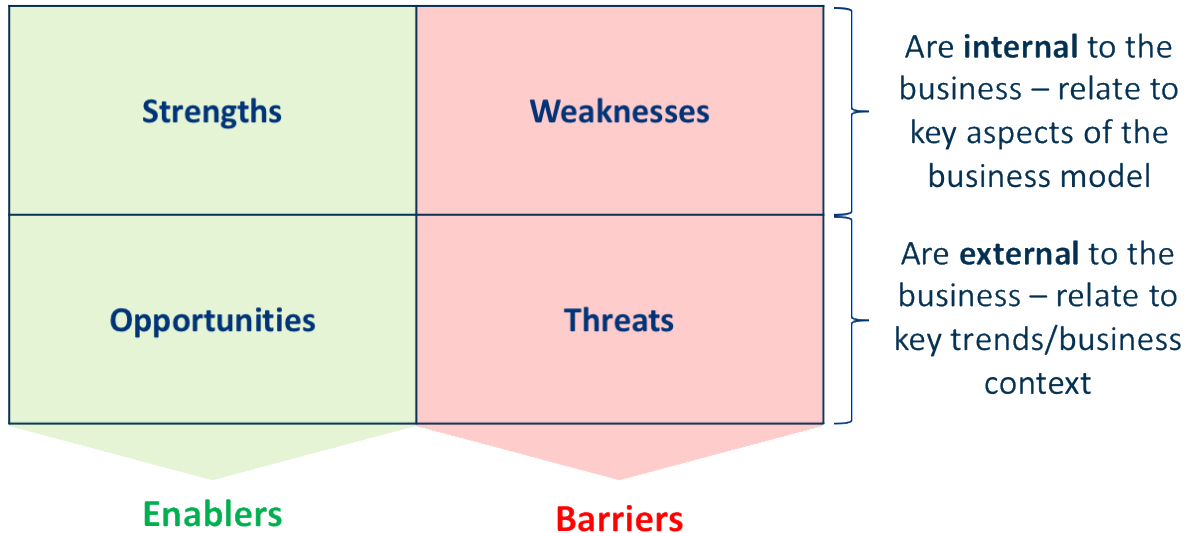 Strengths
Weaknesses
Are internal to the
business – relate to
key aspects of the
business model
Opportunities
Threats
Are external to the
business – relate to
key trends/business
context
Enablers
Barriers